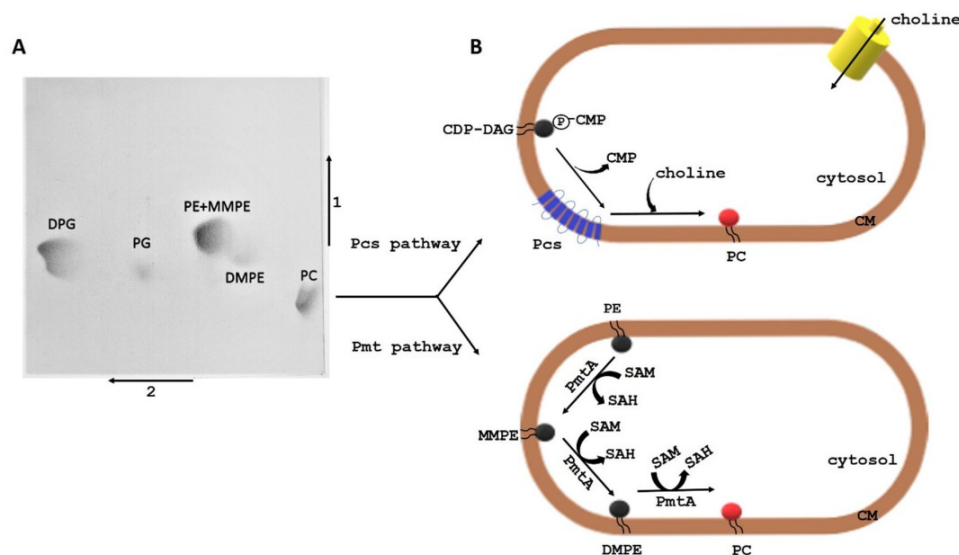 A
DPG
PG
PE+MMPE
DMPE
PC
1
2
Pcs pathway
Pmt pathway
B
choline
CDP-DAG
P
-CMP
CMP
choline
cytosol
CM
Pcs
PC
PE
PmtA
SAM
SAH
MMPE
SAM
SAH
PmtA
SAM
SAH
PmtA
cytosol
CM
DMPE
PC